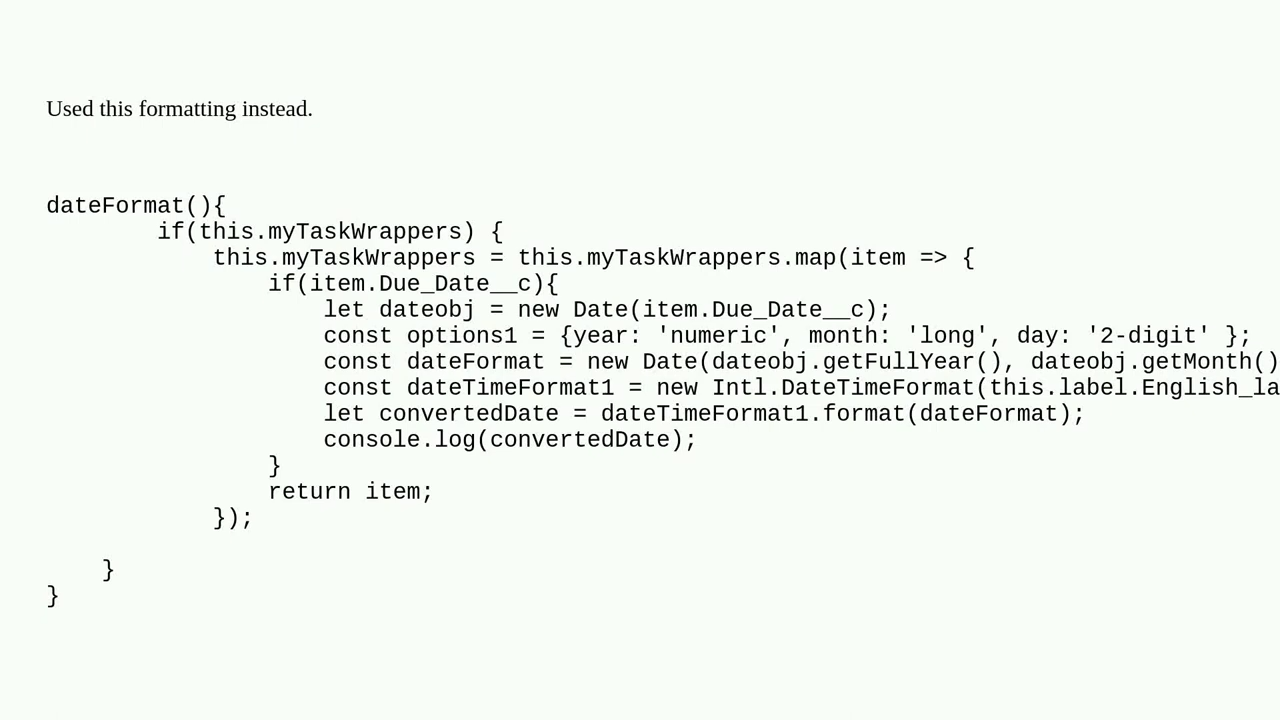 Used this formatting instead.
dateFormat(){
if(this.myTaskWrappers) {
this.myTaskWrappers = this.myTaskWrappers.map(item => {
if(item.Due_Date__c){
let dateobj = new Date(item.Due_Date__c);
const options1 = {year: 'numeric', month: 'long', day: '2-digit' };
const dateFormat = new Date(dateobj.getFullYear(), dateobj.getMonth()
const dateTimeFormat1 = new Intl.DateTimeFormat(this.label.English_la
let convertedDate = dateTimeFormat1.format(dateFormat);
console.log(convertedDate);
}
return item;
});
}
}